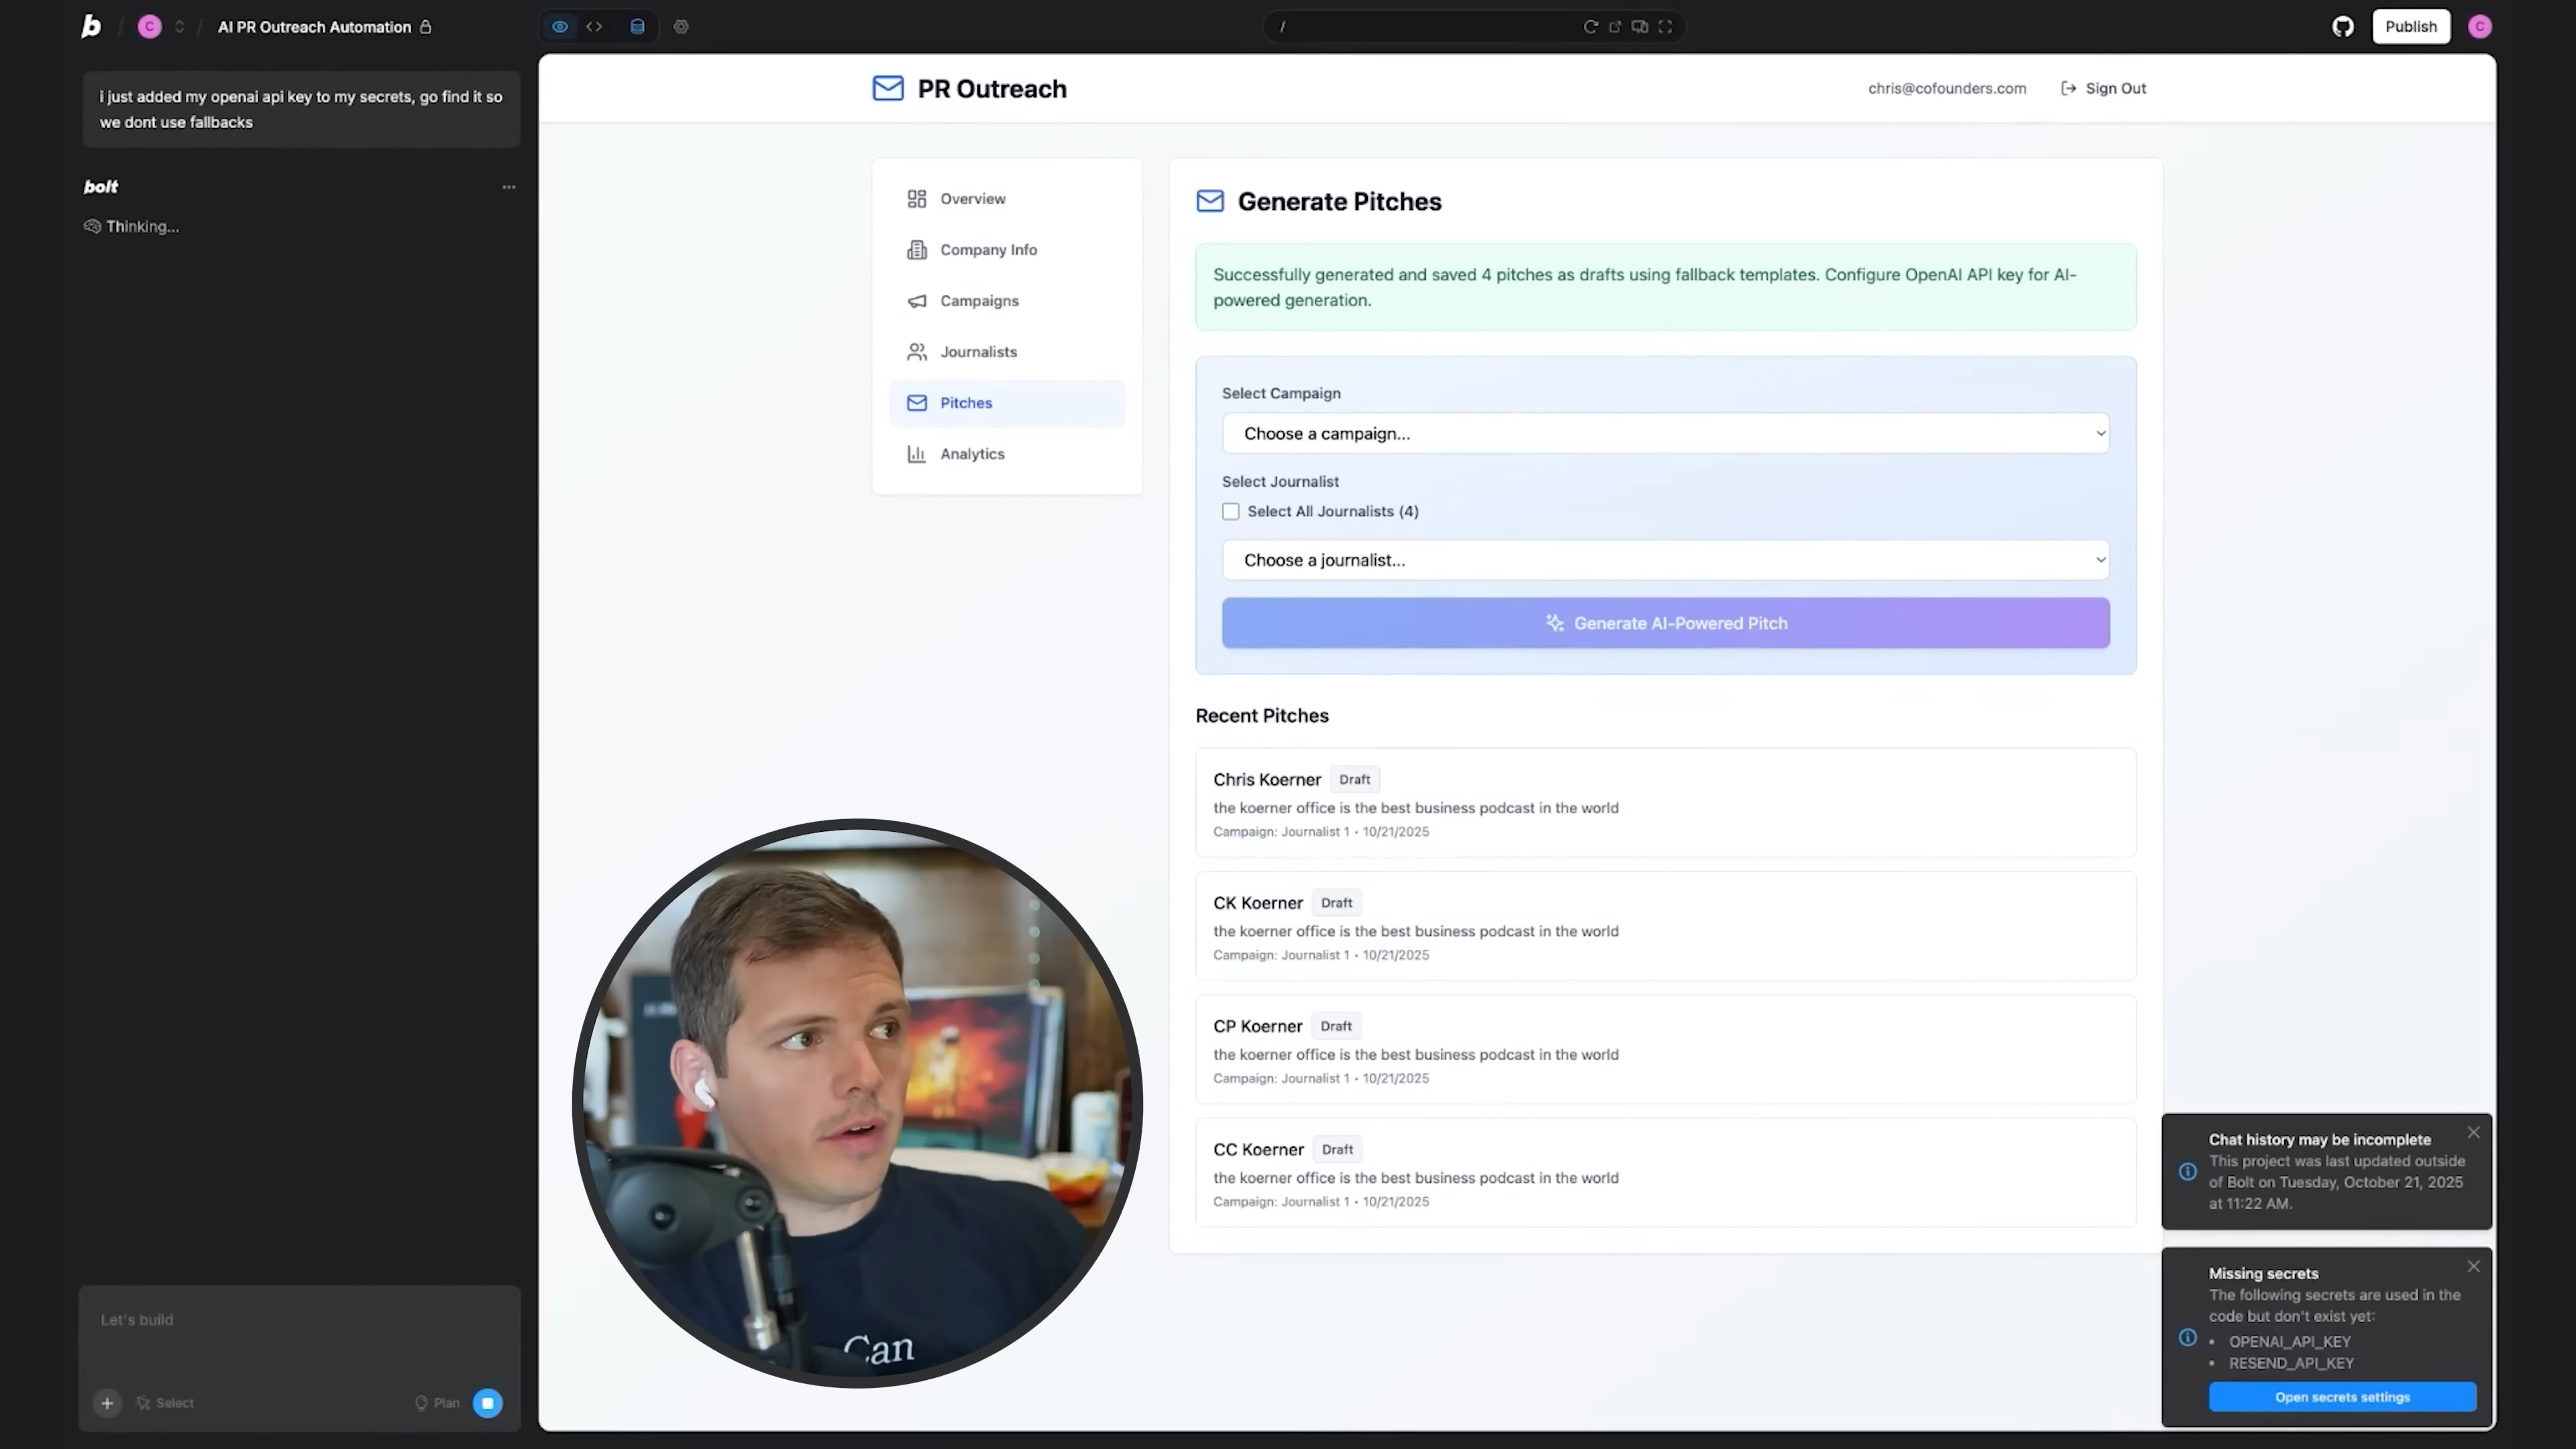 b / C / AI PR Outreach Automation
/
Publish
C
i just added my openai api key to my secrets, go find it so
we dont use fallbacks
bolt
Thinking...
Let's build
Select
Plan
PR Outreach
chris@cofounders.com
Sign Out
Overview
Company Info
Campaigns
Journalists
Pitches
Analytics
Generate Pitches
Successfully generated and saved 4 pitches as drafts using fallback templates. Configure OpenAI API key for AI-
powered generation.
Select Campaign
Choose a campaign...
Select Journalist
Select All Journalists (4)
Choose a journalist...
Generate AI-Powered Pitch
Recent Pitches
Chris Koerner Draft
the koerner office is the best business podcast in the world
Campaign: Journalist 1 • 10/21/2025
CK Koerner Draft
the koerner office is the best business podcast in the world
Campaign: Journalist 1 • 10/21/2025
CP Koerner Draft
the koerner office is the best business podcast in the world
Campaign: Journalist 1 • 10/21/2025
CC Koerner Draft
the koerner office is the best business podcast in the world
Campaign: Journalist 1 • 10/21/2025
Can
Chat history may be incomplete
This project was last updated outside
of Bolt on Tuesday, October 21, 2025
at 11:22 AM.
Missing secrets
The following secrets are used in the
code but don't exist yet:
• OPENAI_API_KEY
• RESEND_API_KEY
Open secrets settings